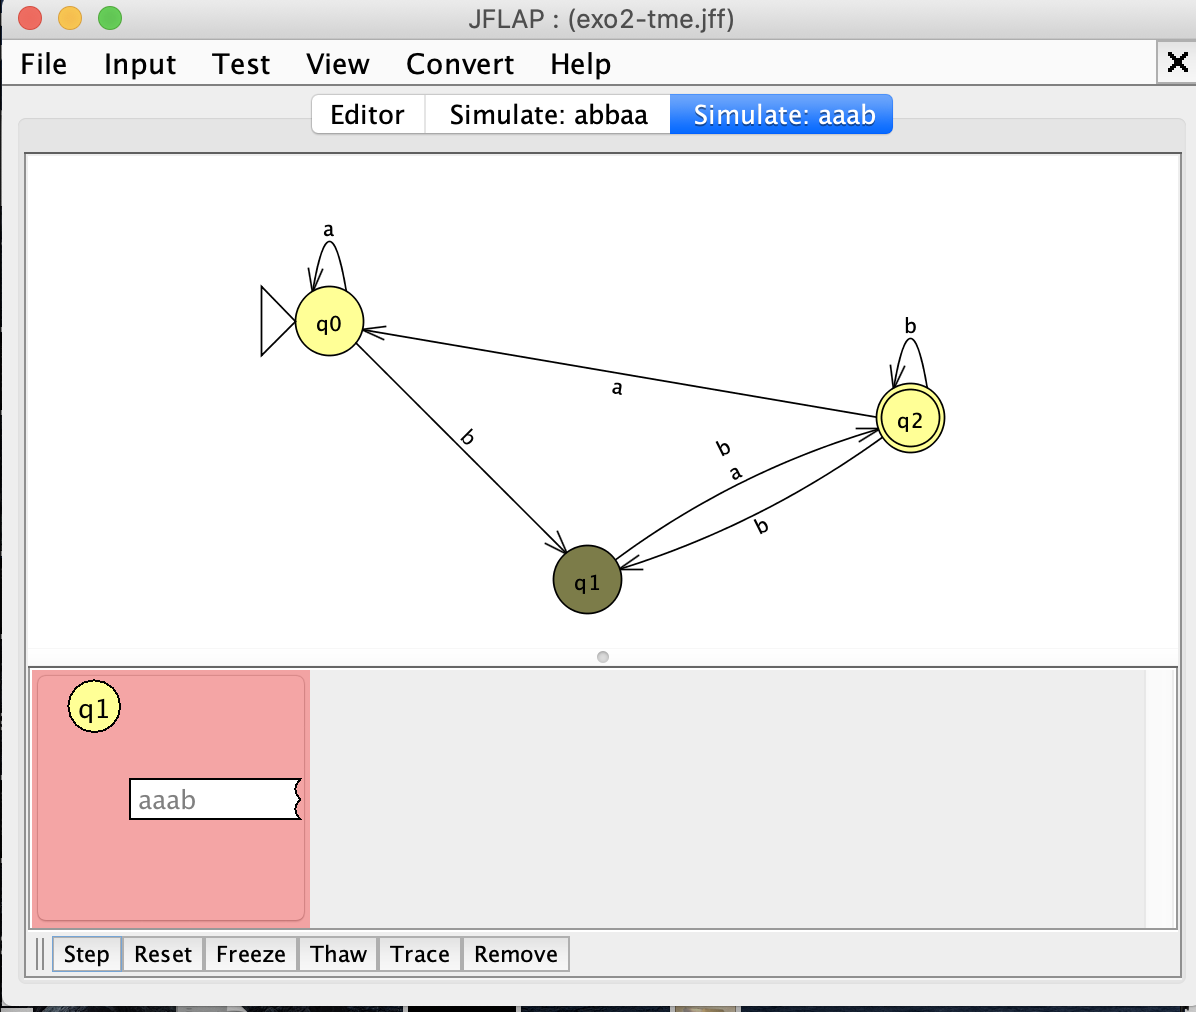 JFLAP : (exo2-tme.jff)
File Input Test View Convert Help
Editor Simulate: abbaa Simulate: aaab
a
q0
b
a
q2
b
b
a
b
q1
q1
aaab
Step Reset Freeze Thaw Trace Remove